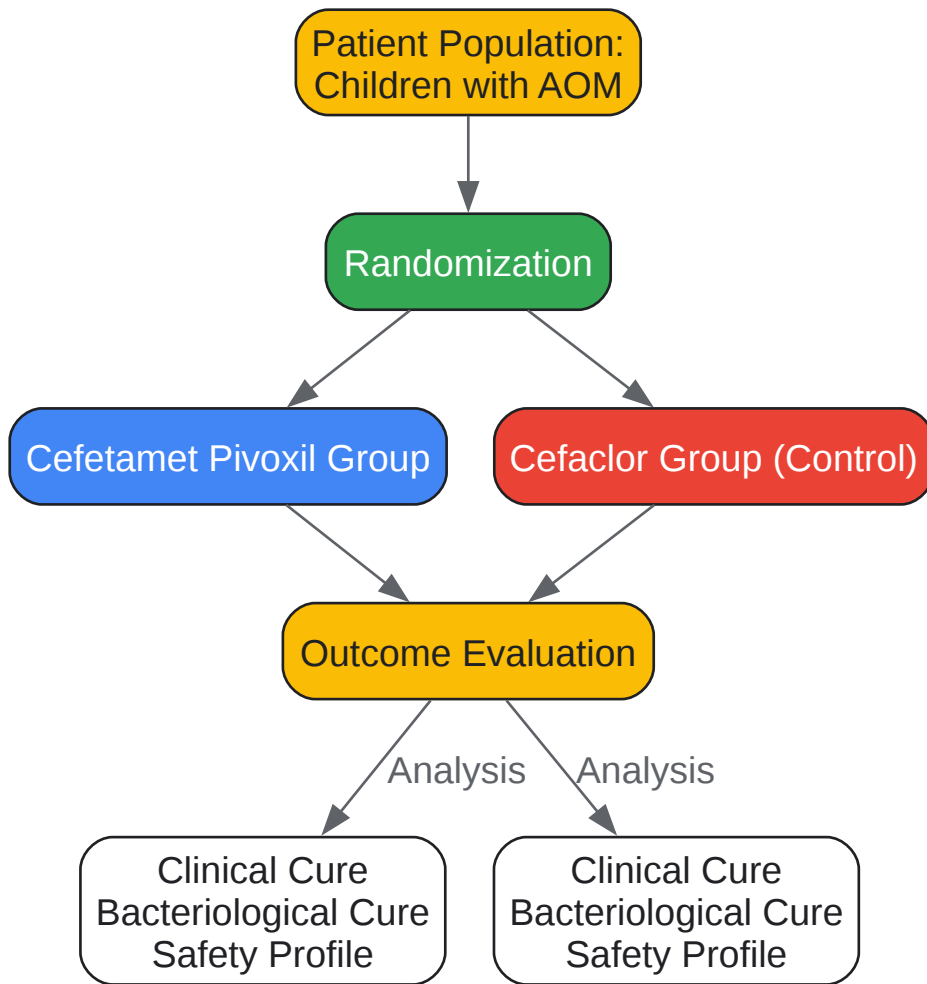 Patient Population:
Children with AOM
Randomization
Cefetamet Pivoxil Group
Cefaclor Group (Control)
Outcome Evaluation
Analysis
Analysis
Clinical Cure
Bacteriological Cure
Safety Profile
Clinical Cure
Bacteriological Cure
Safety Profile